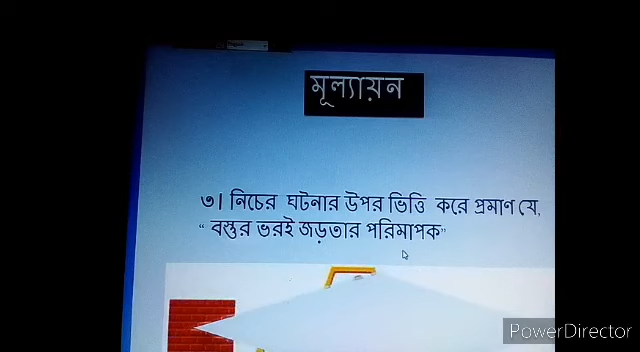 মূল্যায়ন
৩। নিচের ঘটনার উপর ভিত্তি করে প্রমাণ যে,
“ বস্তুর ভরই জড়তার পরিমাপক”
PowerDirector